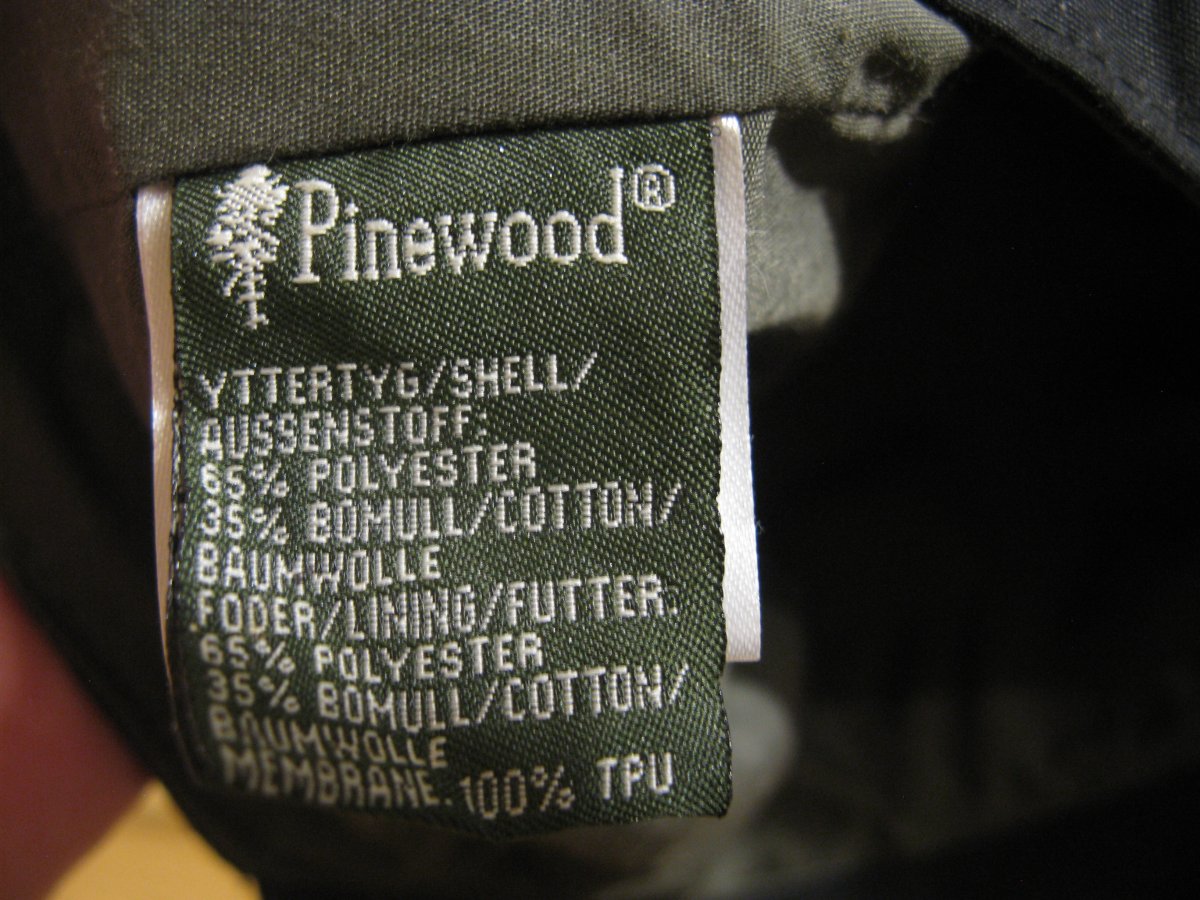 Pinewood®
YTTERTYG/SHELL/
AUSSENSTOFF:
65% POLYESTER
35% BOMULL/COTTON/
BAUMWOLLE
FODER/LINING/FUTTER:
65% POLYESTER
35% BOMULL/COTTON/
BAUMWOLLE
MEMBRANE. 100% TPU